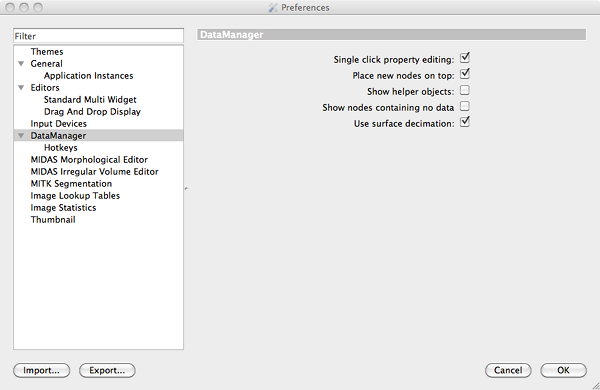 Preferences
Filter
DataManager
Themes
General
Application Instances
Editors
Standard Multi Widget
Drag And Drop Display
Input Devices
DataManager
Hotkeys
MIDAS Morphological Editor
MIDAS Irregular Volume Editor
MITK Segmentation
Image Lookup Tables
Image Statistics
Thumbnail
Single click property editing:
Place new nodes on top:
Show helper objects:
Show nodes containing no data
Use surface decimation:
Import...
Export...
Cancel
OK